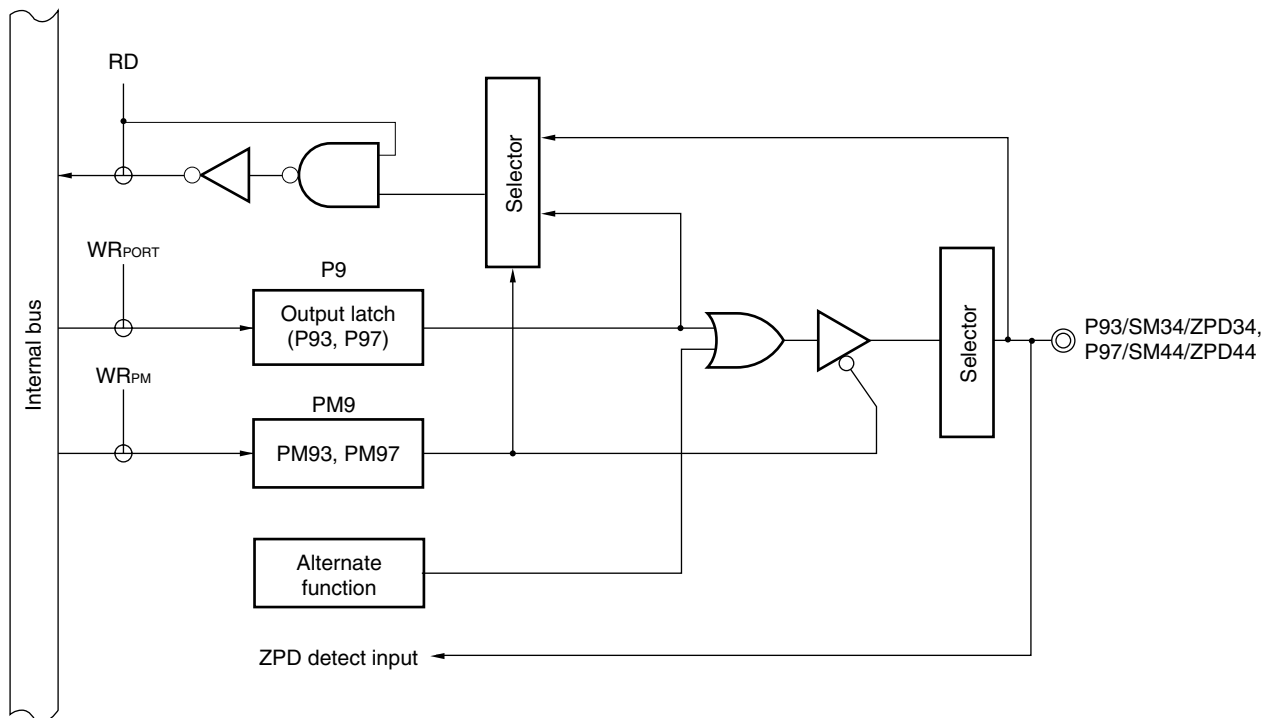 RD
Selector
WRPORT
P9
Output latch
(P93, P97)
WRPM
PM9
PM93, PM97
Internal bus
Selector
P93/SM34/ZPD34,
P97/SM44/ZPD44
Alternate
function
ZPD detect input